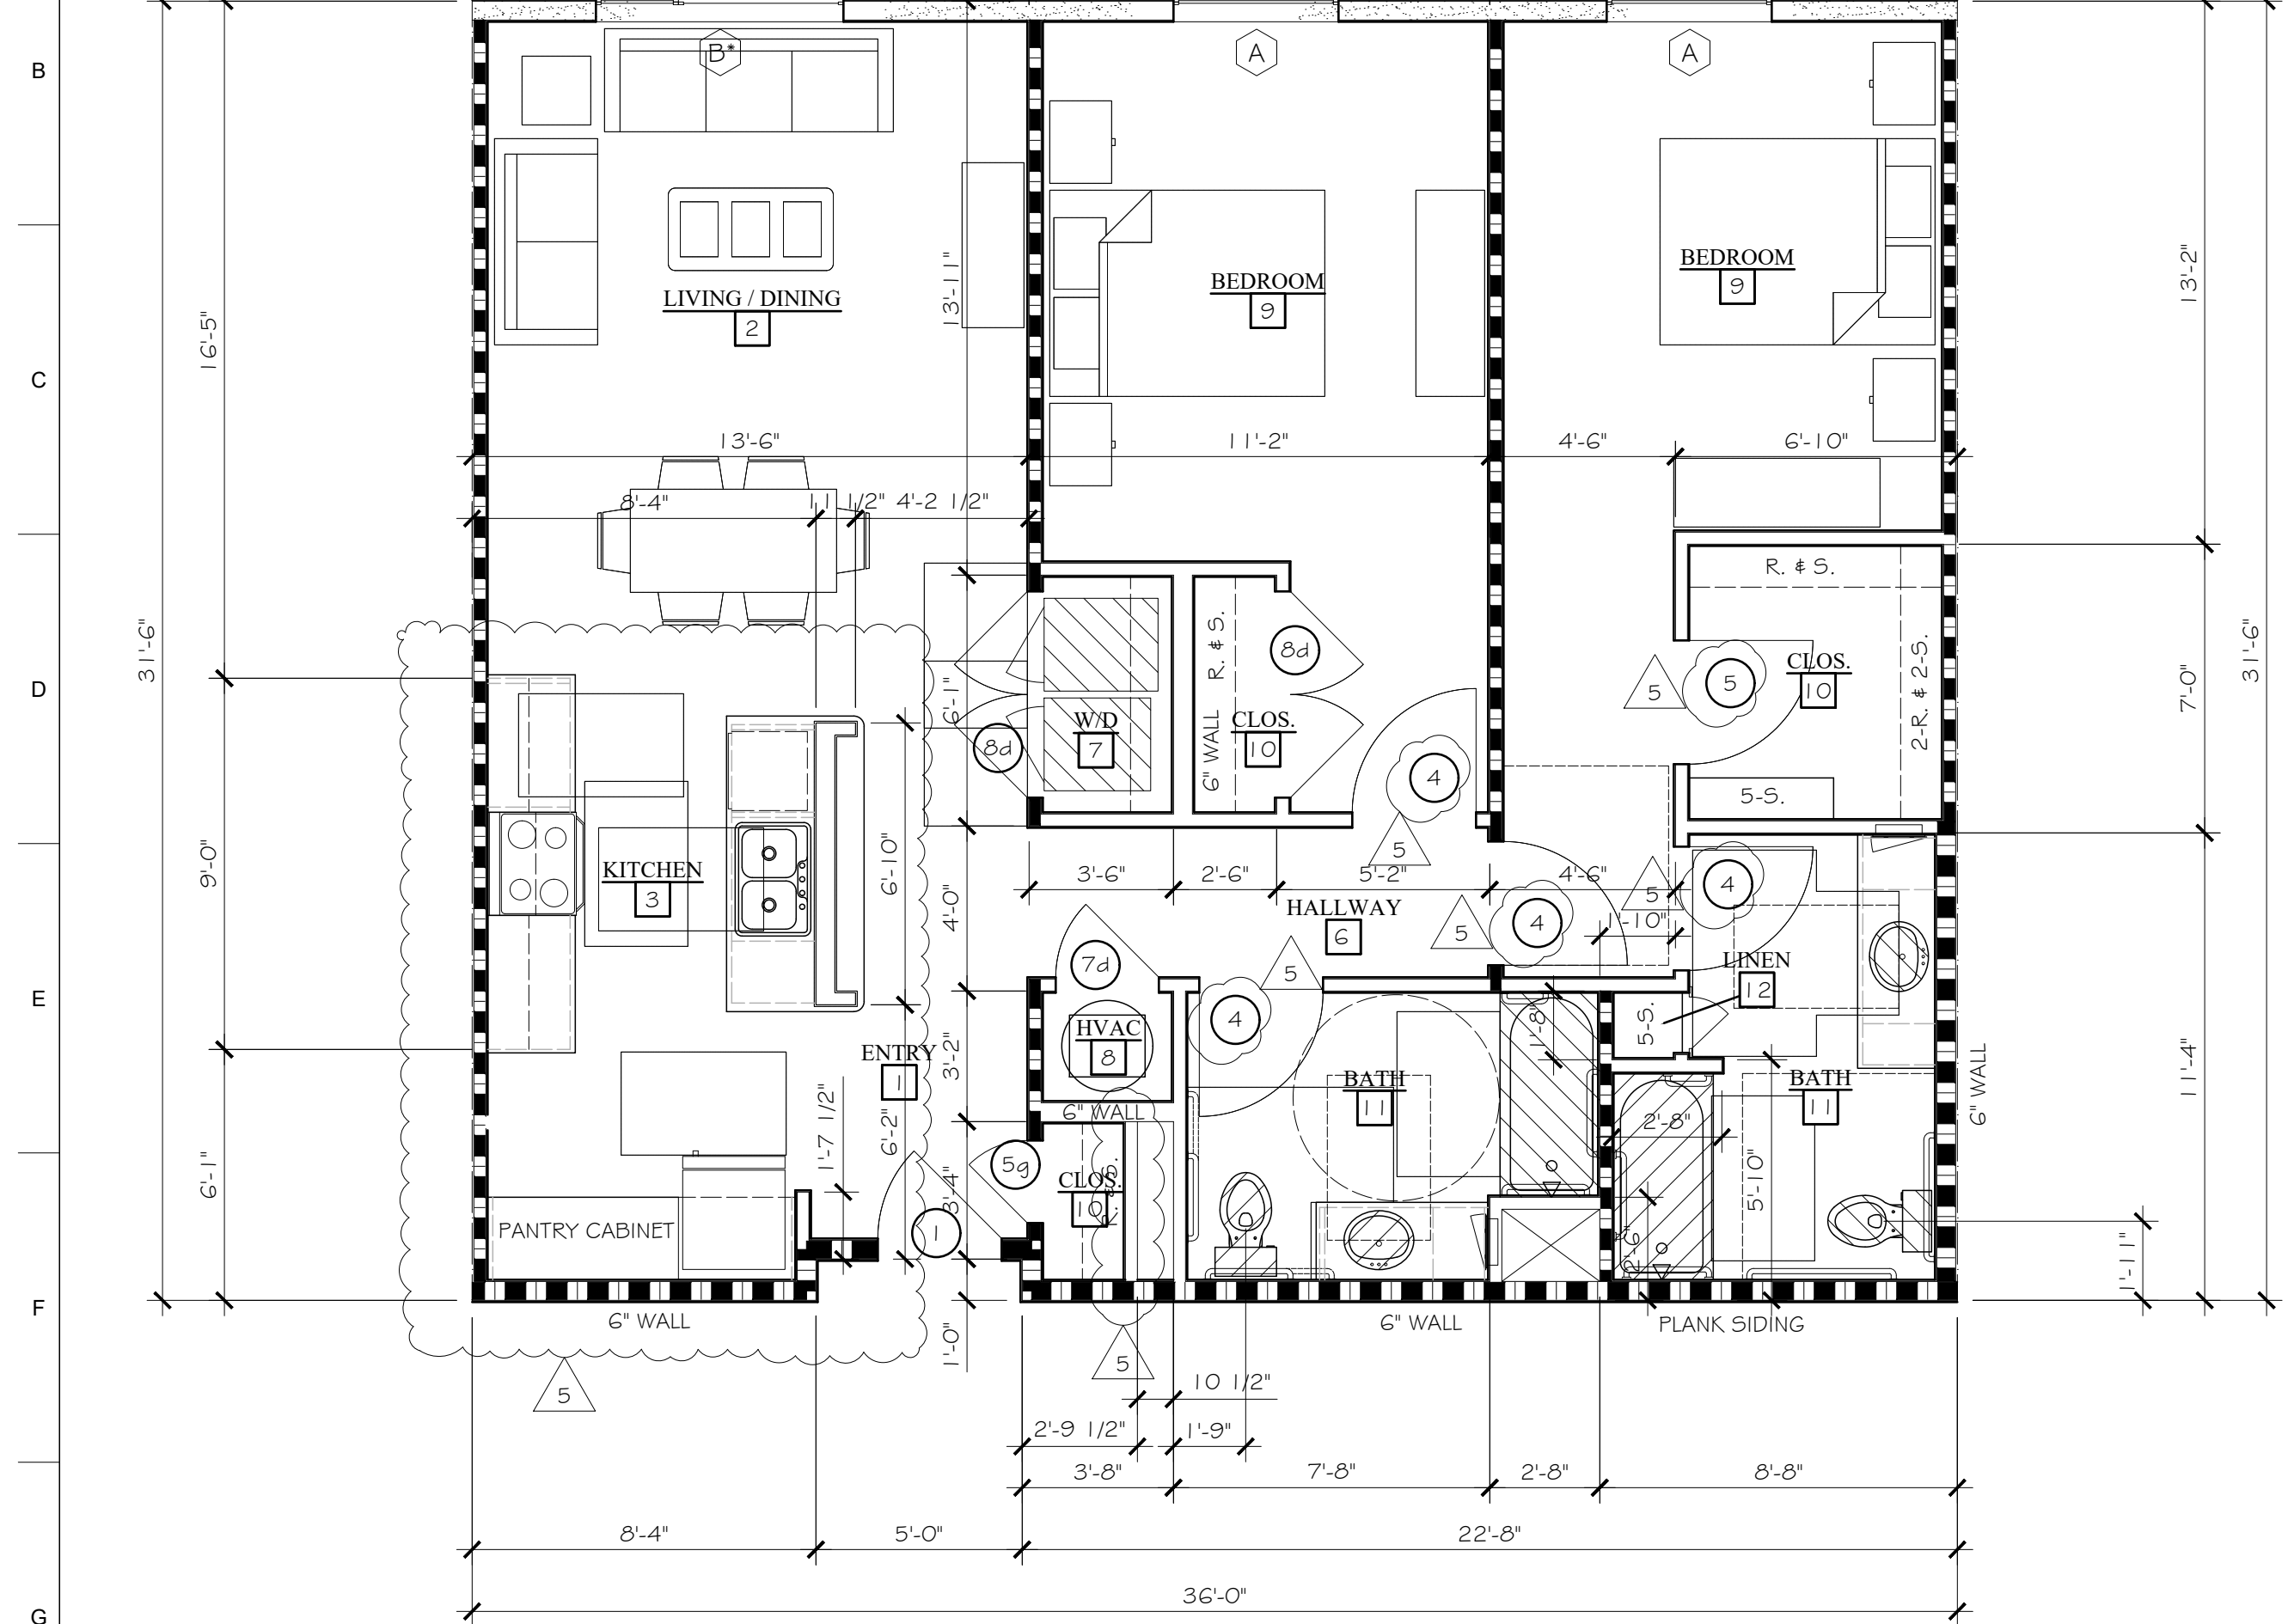 B
B*
A
A
LIVING / DINING
2
BEDROOM
9
BEDROOM
9
16'-5"
13'-11"
13'-2"
C
13'-6"
11'-2"
4'-6"
6'-10"
8'-4"
11 1/2"
4'-2 1/2"
31'-6"
31'-6"
D
R. & S.
8d
R. & S.
6" WALL
CLOS.
10
W/D
7
8d
6'-1"
5
5
CLOS.
10
2-R. & 2-S.
7'-0"
4
5-S.
5
9'-0"
KITCHEN
3
6'-10"
4'-0"
3'-6"
2'-6"
5'-2"
4'-6"
5
4
HALLWAY
6
5
4
1'-10"
E
7d
5
LINEN
12
4
1'-8"
5-S.
ENTRY
1
HVAC
8
3'-2"
6" WALL
BATH
11
BATH
11
6" WALL
11'-4"
1'-7 1/2"
6'-2"
2'-8"
6'-1"
5g
CLOS.
10
3'-4"
5'-10"
PANTRY CABINET
1
2'-6"
1'-11"
F
6" WALL
1'-0"
6" WALL
PLANK SIDING
5
5
10 1/2"
2'-9 1/2"
1'-9"
3'-8"
7'-8"
2'-8"
8'-8"
8'-4"
5'-0"
22'-8"
36'-0"
G